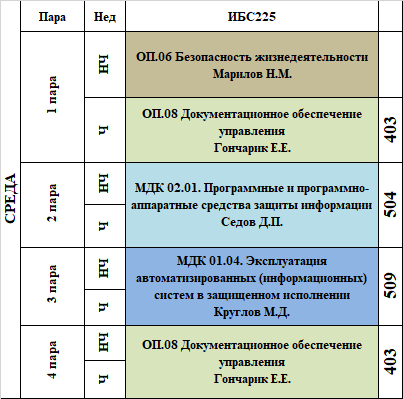 Пара Нед ИБС225
СРЕДА
1 пара
НЧ
ОП.06 Безопасность жизнедеятельности
Марилов Н.М.
Ч
ОП.08 Документационное обеспечение
управления
Гончарик Е.Е.
403
2 пара
НЧ
Ч
МДК 02.01. Программные и программно-
аппаратные средства защиты информации
Седов Д.П.
504
3 пара
НЧ
Ч
МДК 01.04. Эксплуатация
автоматизированных (информационных)
систем в защищенном исполнении
Круглов М.Д.
509
4 пара
НЧ
Ч
ОП.08 Документационное обеспечение
управления
Гончарик Е.Е.
403